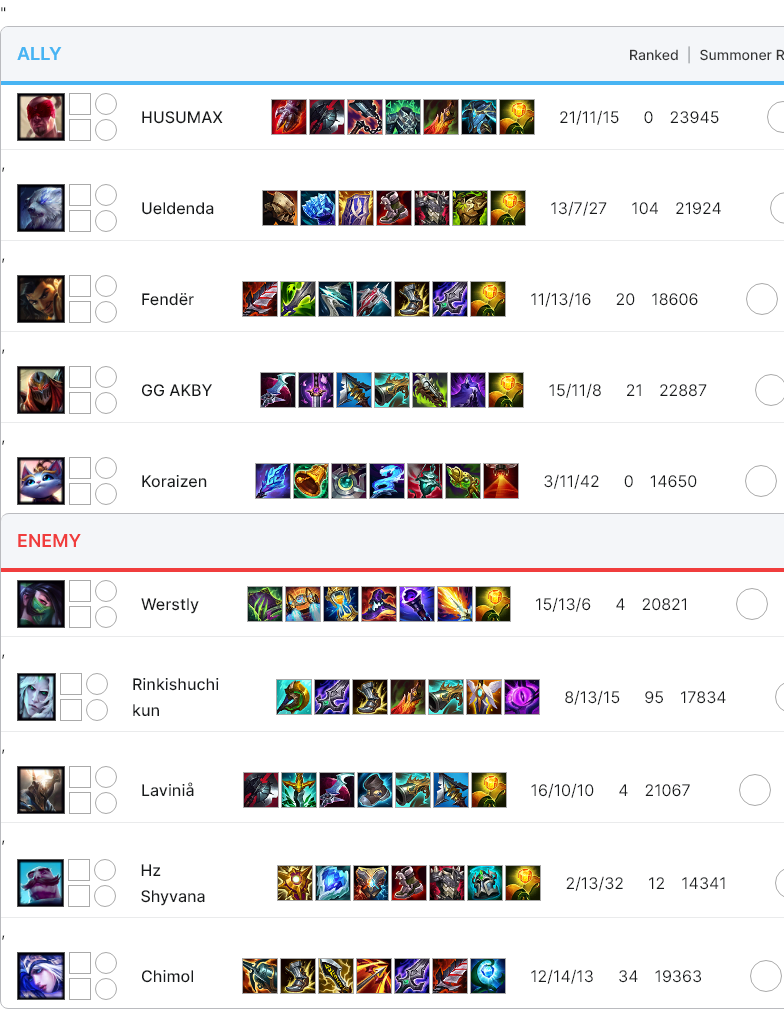 "
ALLY
Ranked | Summoner R
HUSUMAX 21/11/15 0 23945
,
Ueldenda 13/7/27 104 21924
,
Fendër 11/13/16 20 18606
,
GG AKBY 15/11/8 21 22887
,
Koraizen 3/11/42 0 14650
ENEMY
Werstly 15/13/6 4 20821
,
Rinkishuchi
kun 8/13/15 95 17834
,
Laviniå 16/10/10 4 21067
,
Hz
Shyvana 2/13/32 12 14341
,
Chimol 12/14/13 34 19363